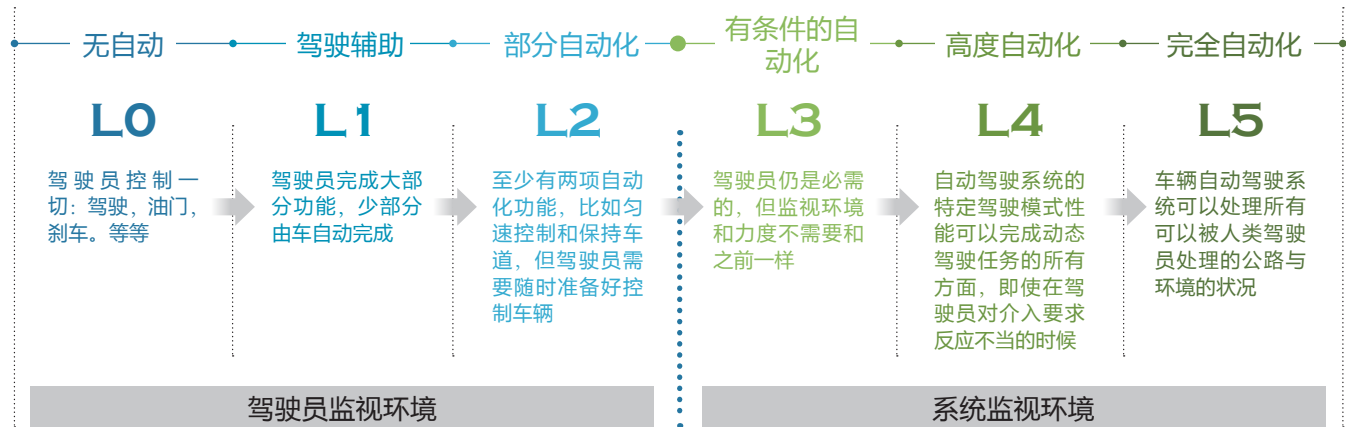 无自动
驾驶辅助
部分自动化
有条件的自
动化
高度自动化
完全自动化
L0
L1
L2
L3
L4
L5
驾驶员控制一
切：驾驶，油门，
刹车。等等
驾驶员完成大部
分功能，少部分
由车自动完成
至少有两项自动
化功能，比如匀
速控制和保持车
道，但驾驶员需
要随时准备好控
制车辆
驾驶员仍是必需
的，但监视环境
和力度不需要和
之前一样
自动驾驶系统的
特定驾驶模式性
能可以完成动态
驾驶任务的所有
方面，即使在驾
驶员对介入要求
反应不当的时候
车辆自动驾驶系
统可以处理所有
可以被人类驾驶
员处理的公路与
环境的状况
驾驶员监视环境
系统监视环境